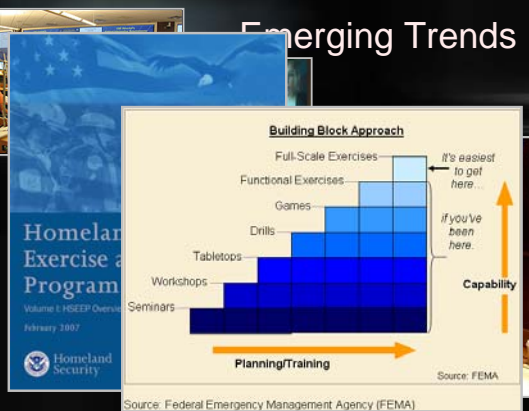 Emerging Trends
Homelan
Exercise a
Program
Volume I: HSEEP Overvie
February 2007
Homeland
Security
Building Block Approach
Full-Scale Exercises
Functional Exercises
Games
Drills
Tabletops
Workshops
Seminars
It's easiest
to get
here...
if you've
been
here.
Capability
Planning/Training
Source: FEMA
Source: Federal Emergency Management Agency (FEMA)